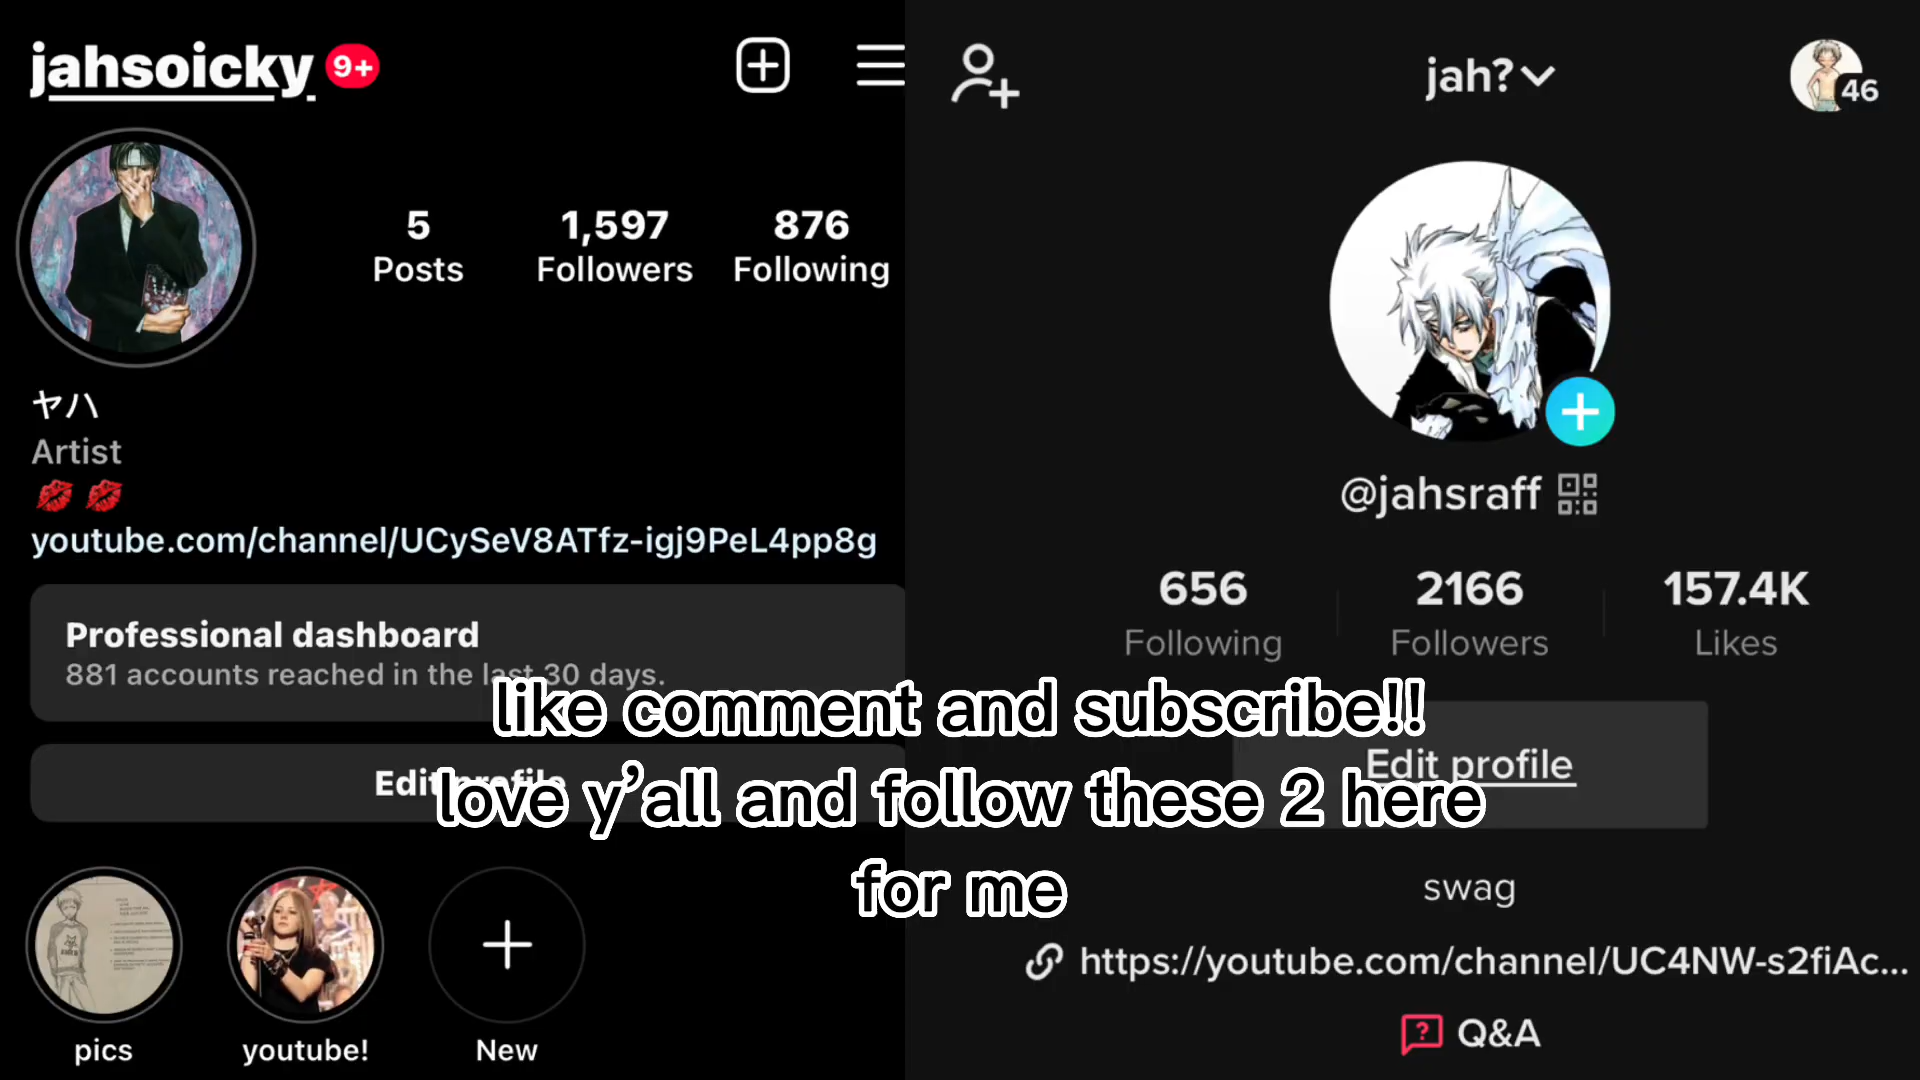 jahsoicky 9+
5 1,597 876
Posts Followers Following
ヤハ
Artist
💋 💋
youtube.com/channel/UCySeV8ATfz-igj9PeL4pp8g
Professional dashboard
881 accounts reached in the last 30 days.
Edit profile
pics youtube! New
jah?
46
@jahsraff
656 2166 157.4K
Following Followers Likes
Edit profile
swag
https://youtube.com/channel/UC4NW-s2fiAc...
Q&A
like comment and subscribe!!
love y’all and follow these 2 here
for me